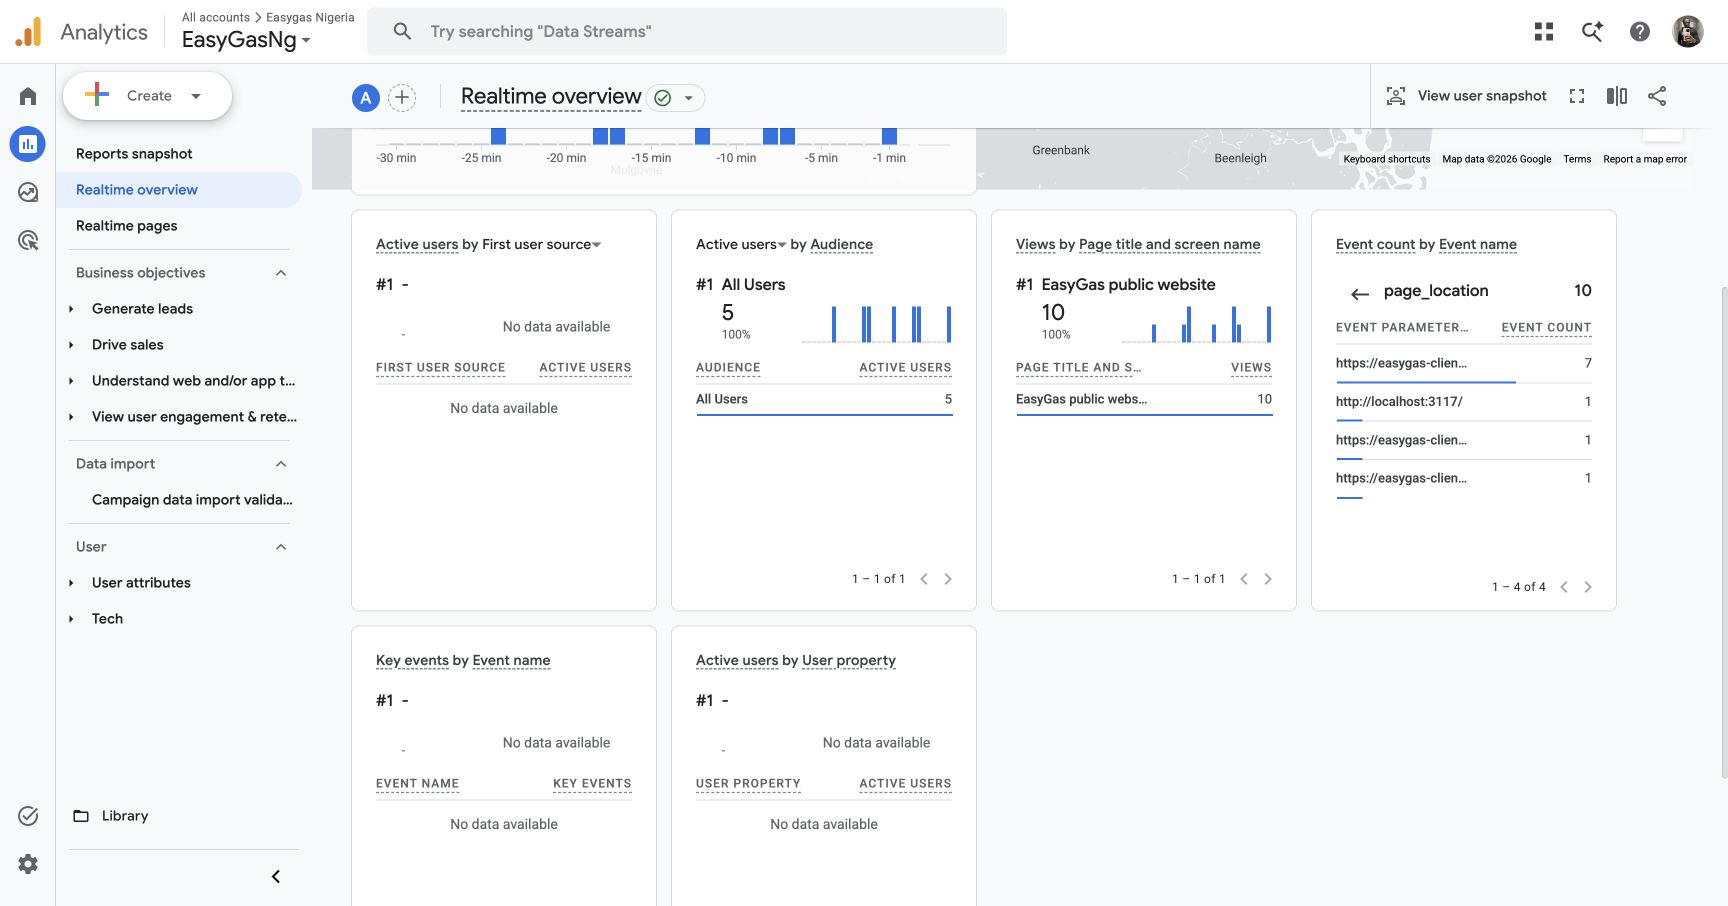 Analytics
All accounts > Easygas Nigeria
EasyGasNg
Try searching "Data Streams"
Create
A
Realtime overview
View user snapshot
Reports snapshot
Realtime overview
Realtime pages
Business objectives
Generate leads
Drive sales
Understand web and/or app t...
View user engagement & rete...
Data import
Campaign data import valida...
User
User attributes
Tech
Library
-30 min -25 min -20 min -15 min -10 min -5 min -1 min
Mulgowie
Greenbank
Beenleigh
Keyboard shortcuts Map data ©2026 Google Terms Report a map error
Active users by First user source
#1 -
-
No data available
FIRST USER SOURCE ACTIVE USERS
No data available
Active users by Audience
#1 All Users
5
100%
AUDIENCE ACTIVE USERS
All Users 5
1 – 1 of 1
Views by Page title and screen name
#1 EasyGas public website
10
100%
PAGE TITLE AND S... VIEWS
EasyGas public webs... 10
1 – 1 of 1
Event count by Event name
page_location 10
EVENT PARAMETER... EVENT COUNT
https://easygas-clien... 7
http://localhost:3117/ 1
https://easygas-clien... 1
https://easygas-clien... 1
1 – 4 of 4
Key events by Event name
#1 -
-
No data available
EVENT NAME KEY EVENTS
No data available
Active users by User property
#1 -
-
No data available
USER PROPERTY ACTIVE USERS
No data available